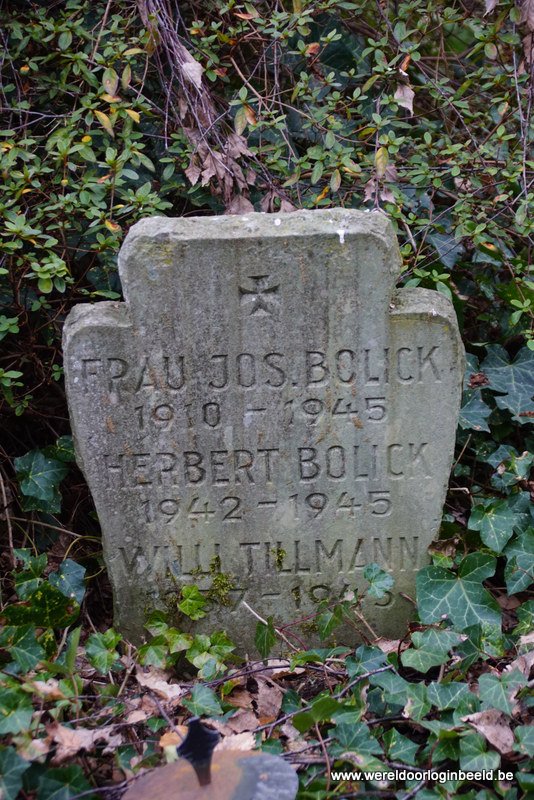 FRAU JOS. BOLICK
1910 - 1945
HERBERT BOLICK
1942 - 1945
WILLI TILLMANN
www.wereldoorloginbeeld.be